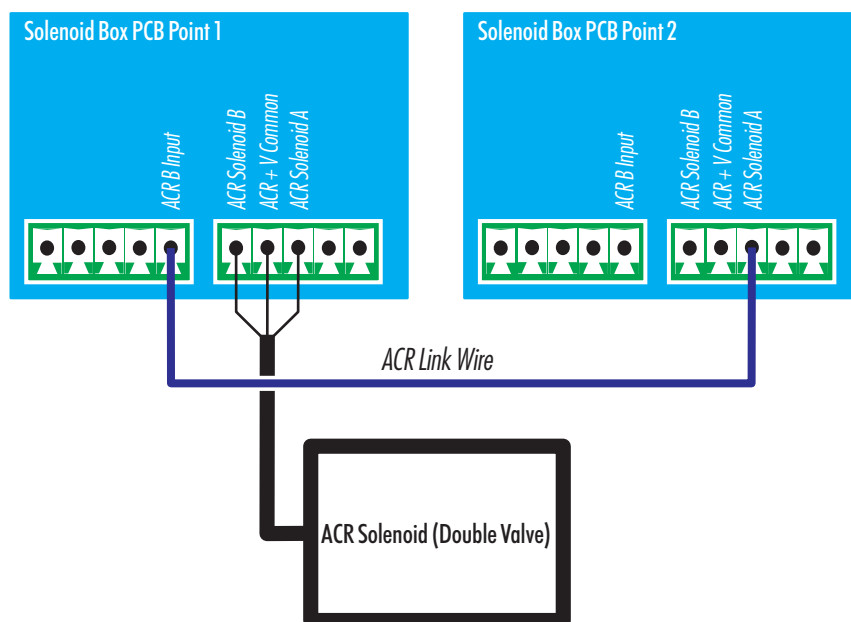 Solenoid Box PCB Point 1
ACR B Input
ACR Solenoid B
ACR + V Common
ACR Solenoid A
Solenoid Box PCB Point 2
ACR B Input
ACR Solenoid B
ACR + V Common
ACR Solenoid A
ACR Link Wire
ACR Solenoid (Double Valve)